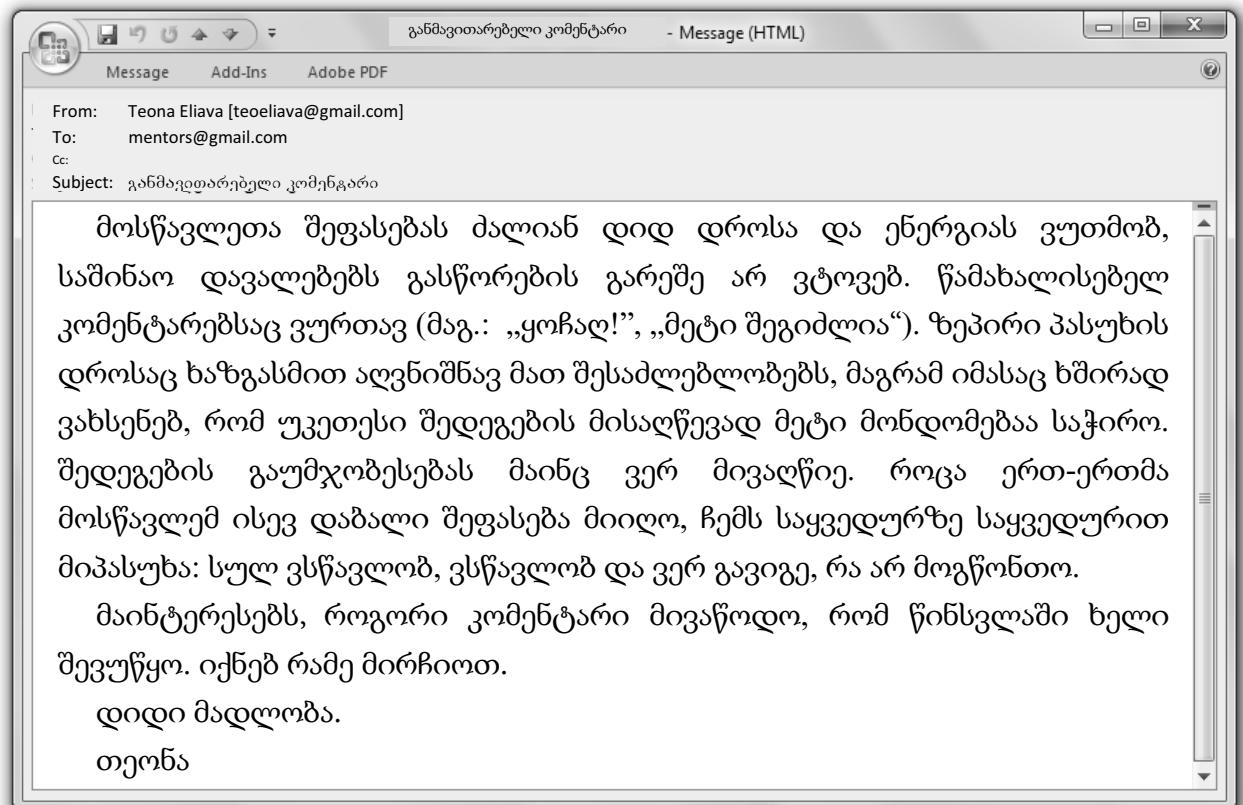 განმავითარებელი კომენტარი - Message (HTML)
Message Add-Ins Adobe PDF
From: Teona Eliava [teoeliava@gmail.com]
To: mentors@gmail.com
Cc:
Subject: განმავითარებელი კომენტარი
მოსწავლეთა შეფასებას ძალიან დიდ დროსა და ენერგიას ვუთმობ,
საშინაო დავალებებს გასწორების გარეშე არ ვტოვებ. წამახალისებელ
კომენტარებსაც ვურთავ (მაგ.: „ყოჩაღ!”, „მეტი შეგიძლია“). ზეპირი პასუხის
დროსაც ხაზგასმით აღვნიშნავ მათ შესაძლებლობებს, მაგრამ იმასაც ხშირად
ვახსენებ, რომ უკეთესი შედეგების მისაღწევად მეტი მონდომებაა საჭირო.
შედეგების გაუმჯობესებას მაინც ვერ მივაღწიე. როცა ერთ-ერთმა
მოსწავლემ ისევ დაბალი შეფასება მიიღო, ჩემს საყვედურზე საყვედურით
მიპასუხა: სულ ვსწავლობ, ვსწავლობ და ვერ გავიგე, რა არ მოგწონთო.
მაინტერესებს, როგორი კომენტარი მივაწოდო, რომ წინსვლაში ხელი
შევუწყო. იქნებ რამე მირჩიოთ.
დიდი მადლობა.
თეონა